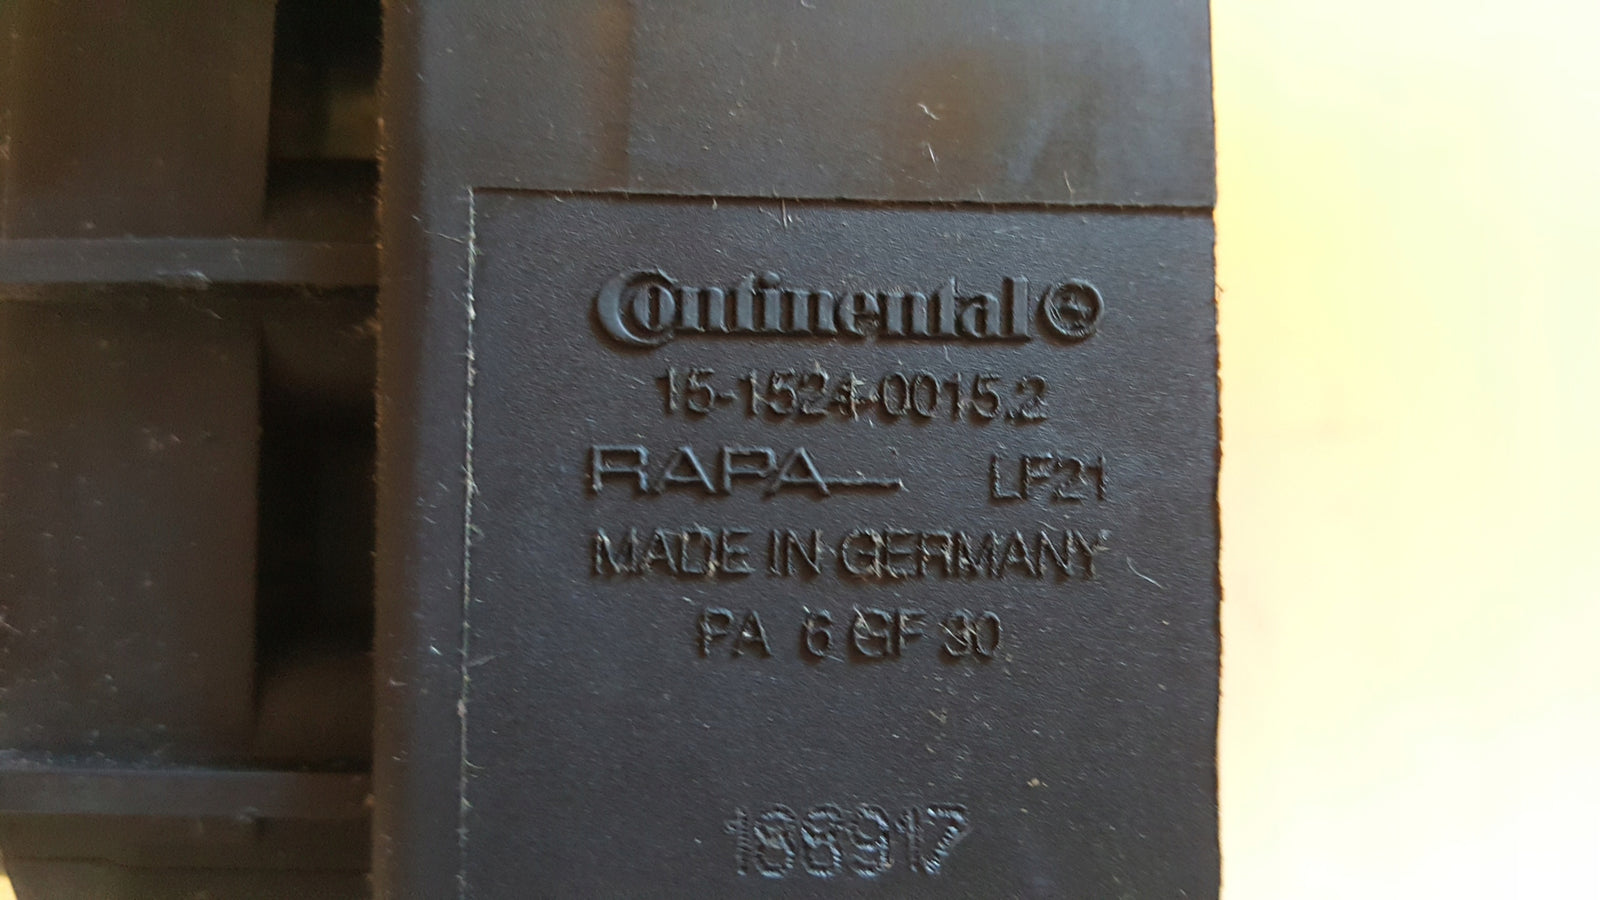 Continental
15-1524-0015.2
RAPA LF21
MADE IN GERMANY
PA 6 GF 30
188917